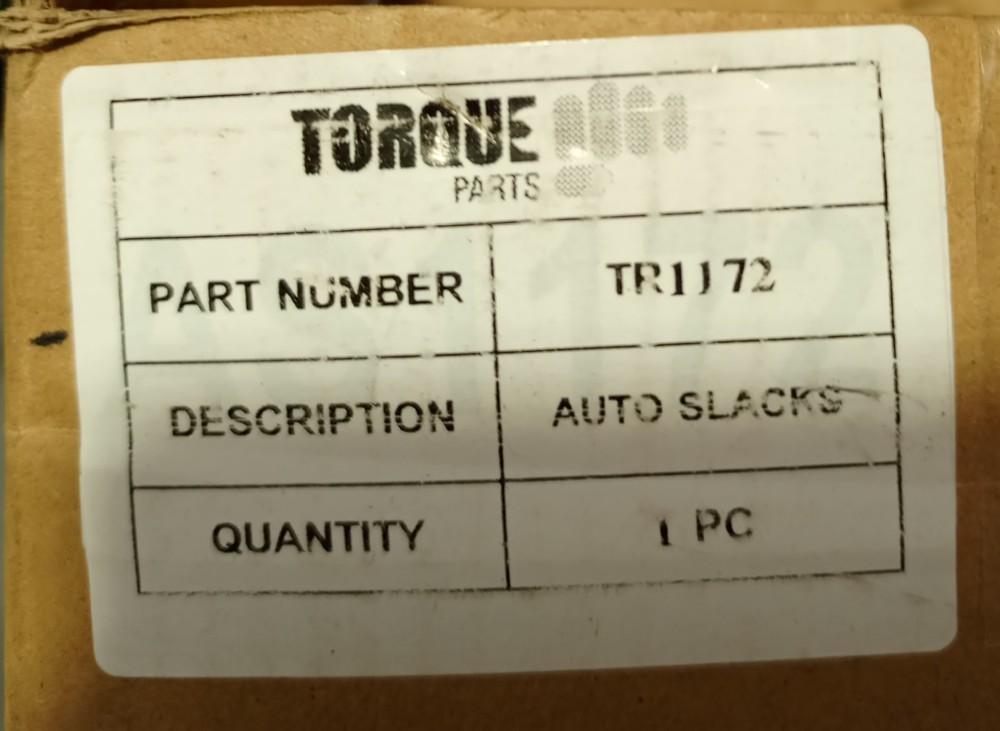 TORQUE
PARTS
PART NUMBER TR1172
DESCRIPTION AUTO SLACKS
QUANTITY 1 PC